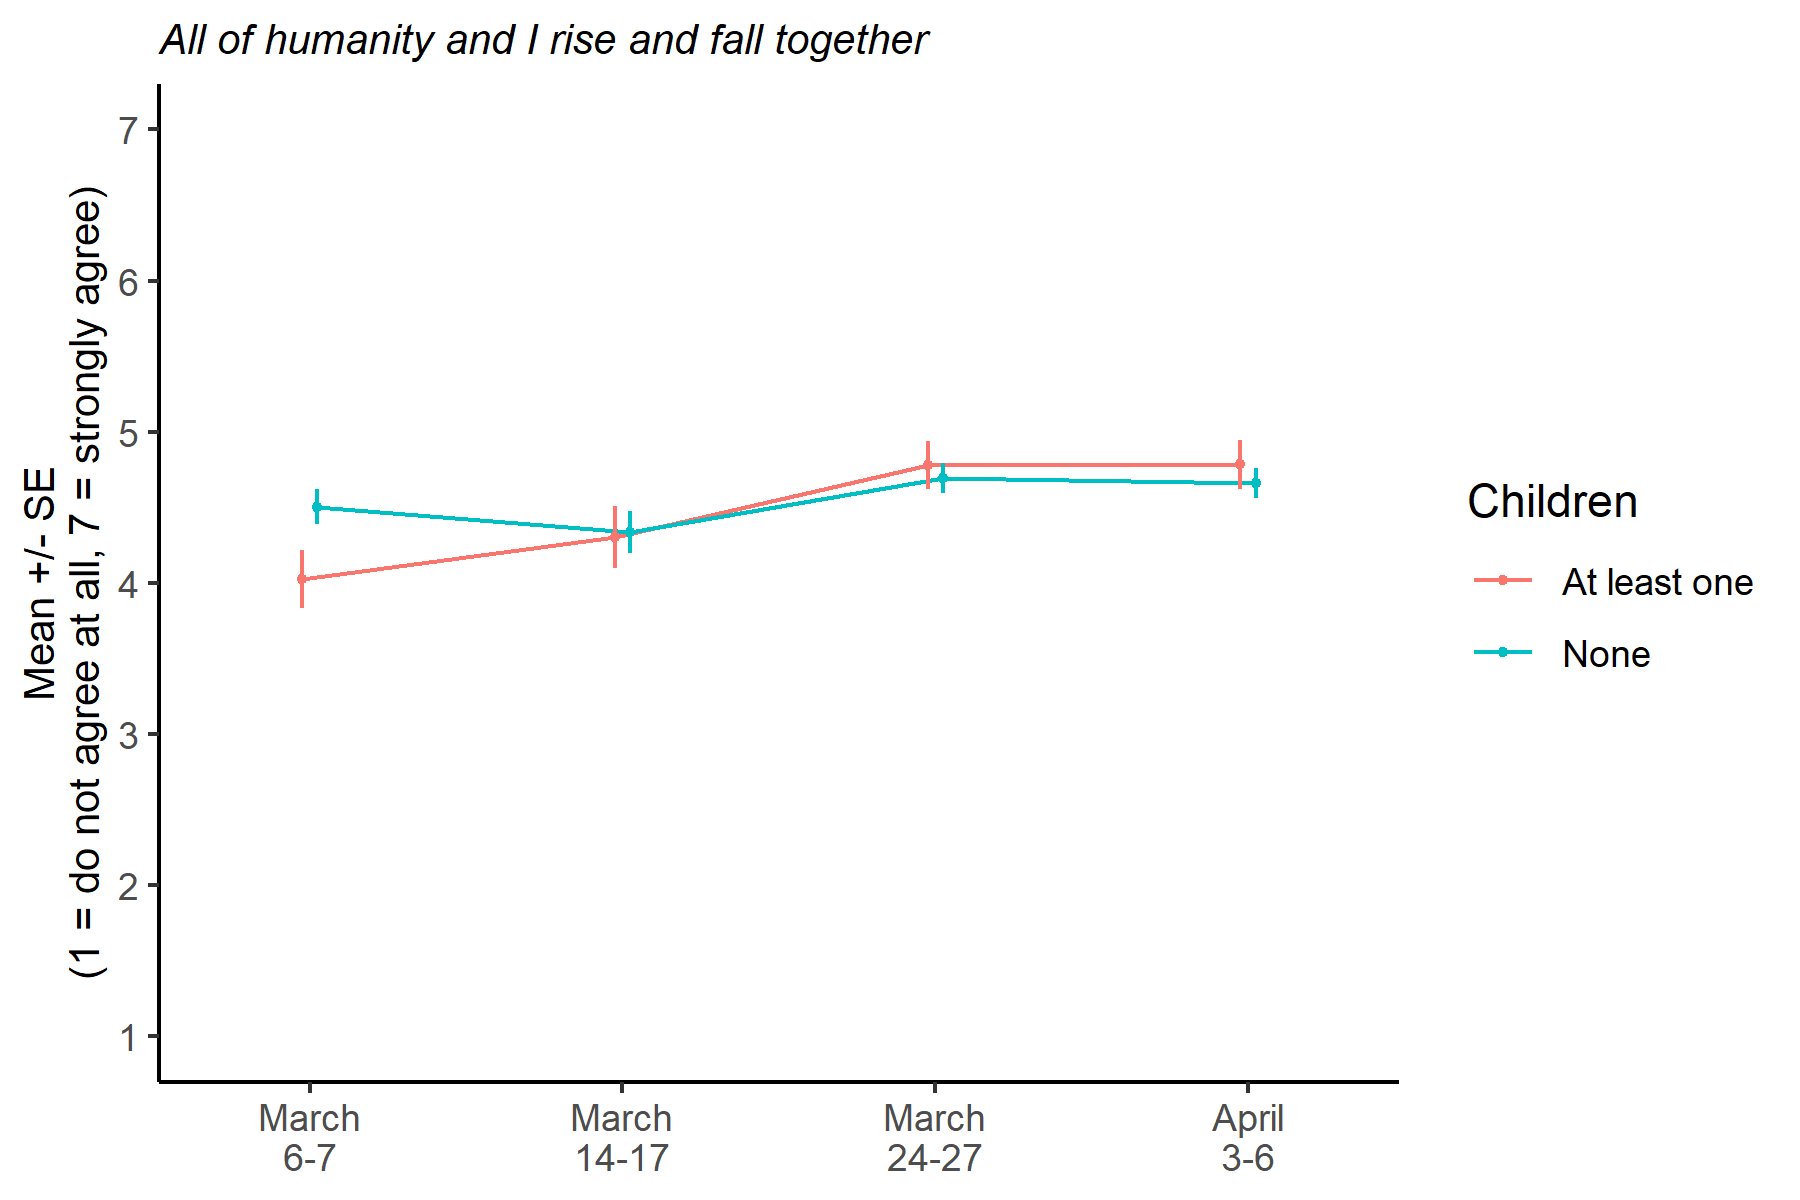 All of humanity and I rise and fall together
Mean +/- SE
(1 = do not agree at all, 7 = strongly agree)
7
6
5
4
3
2
1
March
6-7
March
14-17
March
24-27
April
3-6
Children
At least one
None